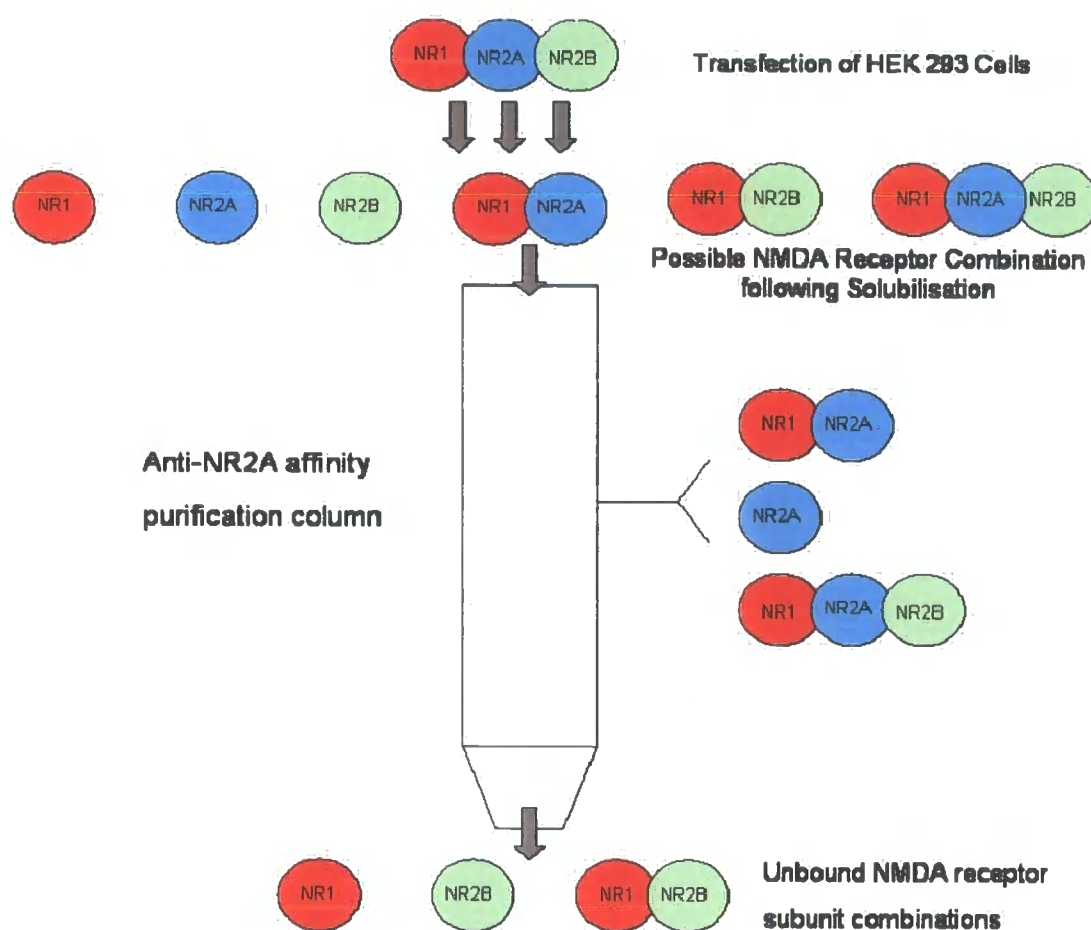 NR1 NR2A NR2B
Transfection of HEK 293 Cells
NR1 NR2A NR2B NR1 NR2A NR1 NR2B NR1 NR2A NR2B
Possible NMDA Receptor Combination
following Solubilisation
NR1 NR2A
Anti-NR2A affinity
purification column
NR2A
NR1 NR2A NR2B
NR1 NR2B NR1 NR2B
Unbound NMDA receptor
subunit combinations